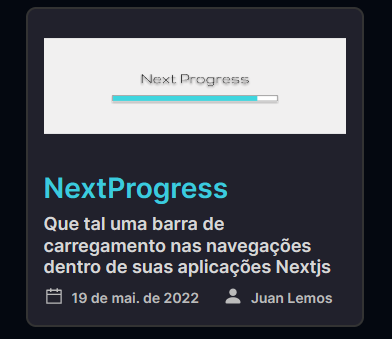 Next Progress
NextProgress
Que tal uma barra de
carregamento nas navegações
dentro de suas aplicações Nextjs
19 de mai. de 2022 Juan Lemos